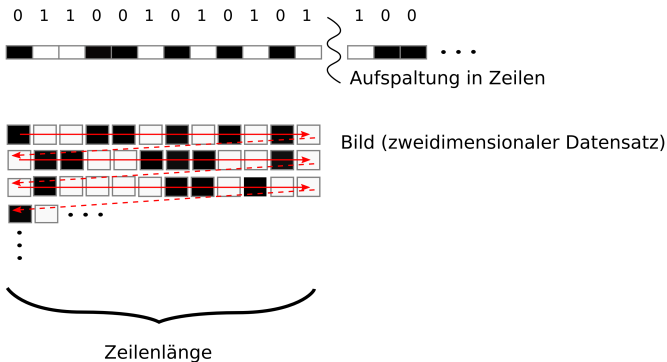 0 1 1 0 0 1 0 1 0 1 0 1 1 0 0
Aufspaltung in Zeilen
Bild (zweidimensionaler Datensatz)
Zeilenlänge